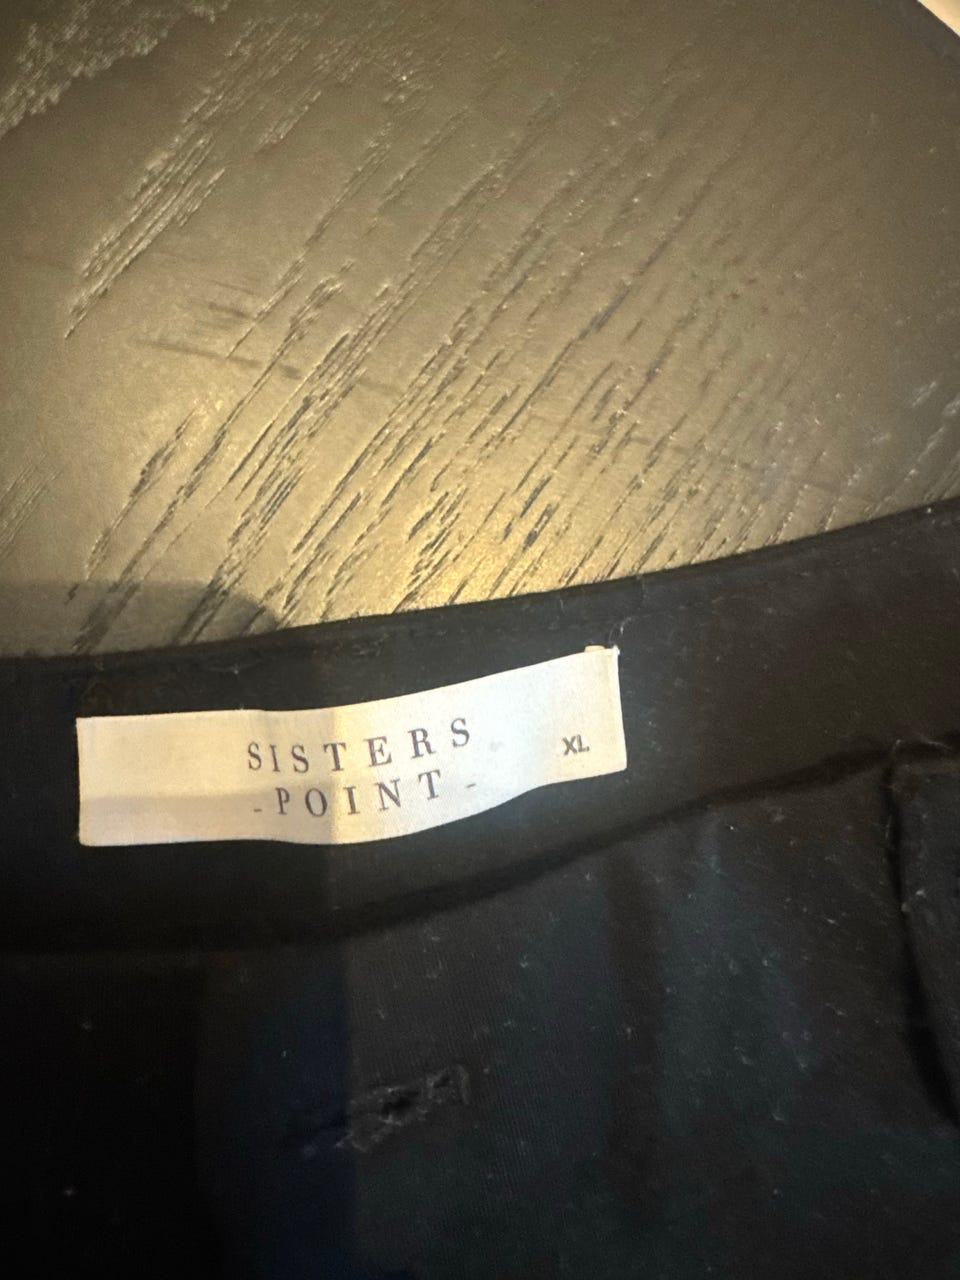 SISTERS
- POINT -
XL